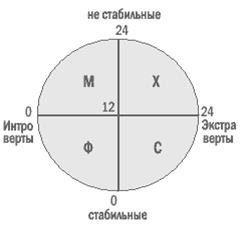 не стабильные
24
М Х
0 12 24
Интро
верты
Экстра
верты
Ф С
0
стабильные